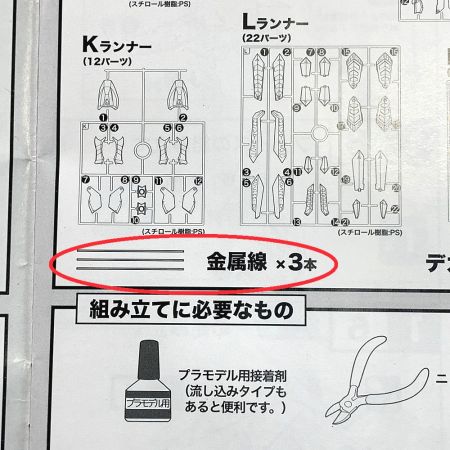 (スチロール樹脂:PS)
Kランナー
(12パーツ)
Lランナー
(22パーツ)
(スチロール樹脂:PS)
(スチロール樹脂:PS)
金属線 ×3本
デカ
組み立てに必要なもの
プラモデル用接着剤
(流し込みタイプも
あると便利です。)
プラモデル用
ニ